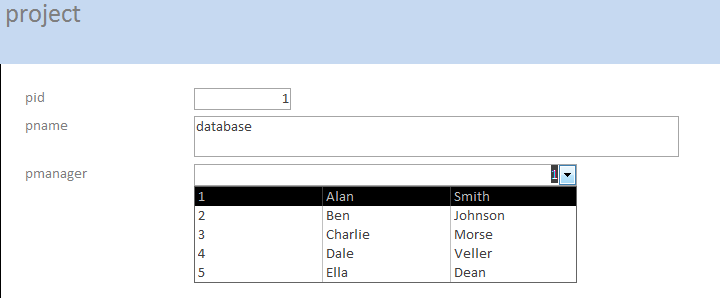 project
pid 1
pname database
pmanager 1
1 Alan Smith
2 Ben Johnson
3 Charlie Morse
4 Dale Veller
5 Ella Dean